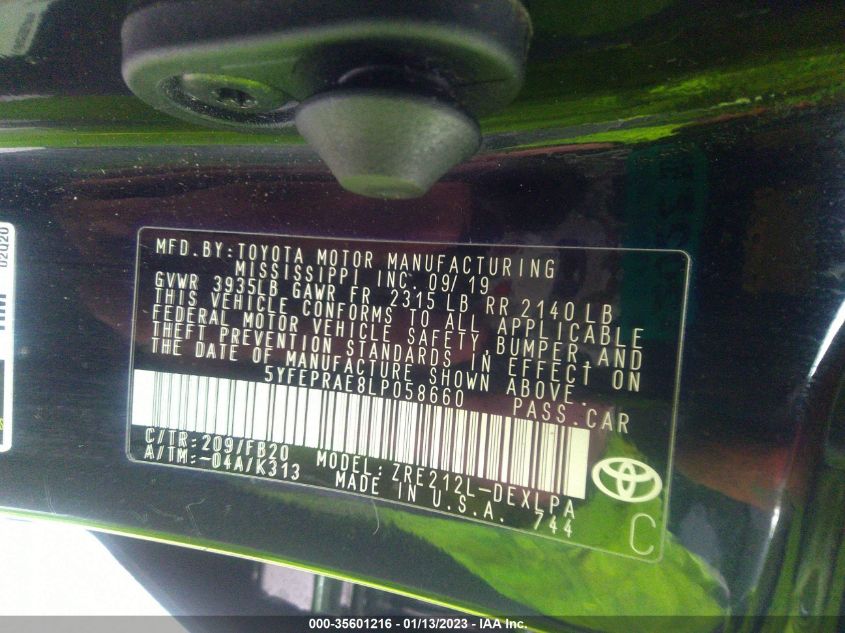 MFD.BY:TOYOTA MOTOR MANUFACTURING
MISSISSIPPI INC. 09/19
GVWR 3935LB GAWR FR 2315 LB RR 2140 LB
THIS VEHICLE CONFORMS TO ALL APPLICABLE
FEDERAL MOTOR VEHICLE SAFETY,BUMPER,AND
THEFT PREVENTION STANDARDS IN EFFECT ON
THE DATE OF MANUFACTURE SHOWN ABOVE.
5YFEPRAE8LP058660 PASS.CAR
C/TR:209/FB20 MODEL:ZRE212L-DEXLPA
A/TM:-04A/K313 MADE IN U.S.A. 744
C
000-35601216 - 01/13/2023 - IAA Inc.